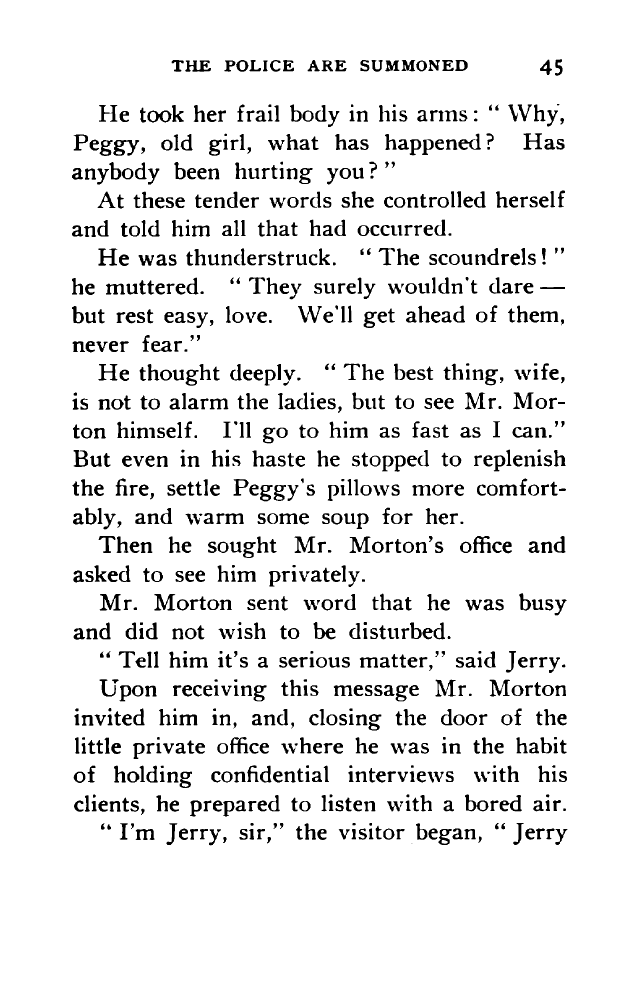 THE POLICE ARE SUMMONED 45
He took her frail body in his arms: “ Why,
Peggy, old girl, what has happened? Has
anybody been hurting you?”
At these tender words she controlled herself
and told him all that had occurred.
He was thunderstruck. “ The scoundrels!”
he muttered. “ They surely wouldn't dare —
but rest easy, love. We'll get ahead of them,
never fear.”
He thought deeply. “ The best thing, wife,
is not to alarm the ladies, but to see Mr. Mor-
ton himself. I'll go to him as fast as I can.”
But even in his haste he stopped to replenish
the fire, settle Peggy's pillows more comfort-
ably, and warm some soup for her.
Then he sought Mr. Morton's office and
asked to see him privately.
Mr. Morton sent word that he was busy
and did not wish to be disturbed.
“ Tell him it's a serious matter,” said Jerry.
Upon receiving this message Mr. Morton
invited him in, and, closing the door of the
little private office where he was in the habit
of holding confidential interviews with his
clients, he prepared to listen with a bored air.
“ I'm Jerry, sir,” the visitor began, “ Jerry